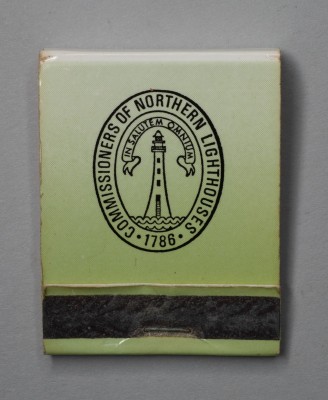 COMMISSIONERS OF NORTHERN LIGHTHOUSES
· 1786 ·
IN SALUTEM OMNIUM